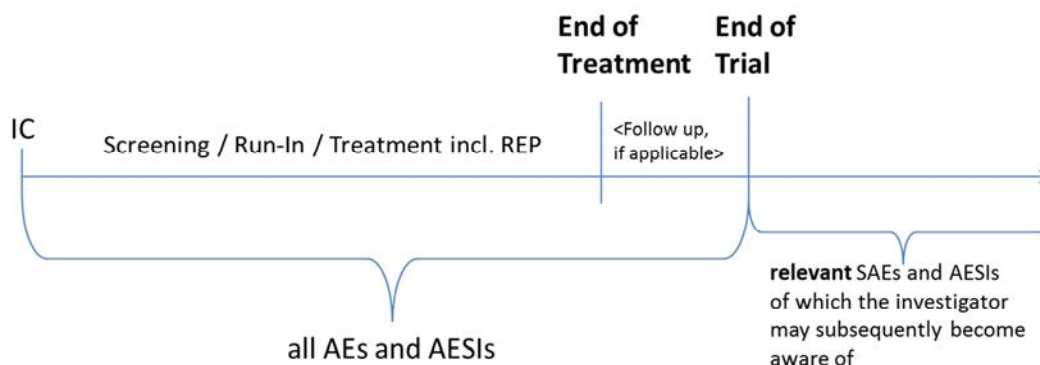 End of
Treatment
End of
Trial
IC
Screening / Run-In / Treatment incl. REP
<Follow up,
if applicable>
all AEs and AESIs
relevant SAEs and AESIs
of which the investigator
may subsequently become
aware of